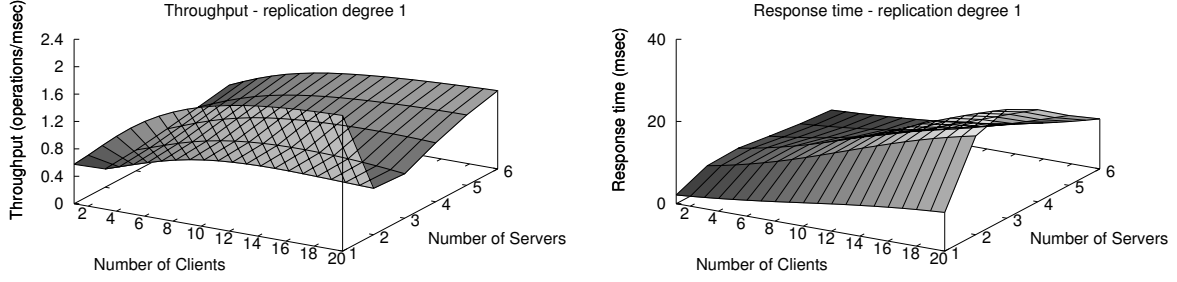 Throughput - replication degree 1
Throughput (operations/msec)
2.4
2
1.6
1.2
0.8
0.4
0
2 4 6 8 10 12 14 16 18 20
Number of Clients
1 2 3 4 5 6
Number of Servers
Response time - replication degree 1
Response time (msec)
40
20
0
2 4 6 8 10 12 14 16 18 20
Number of Clients
1 2 3 4 5 6
Number of Servers